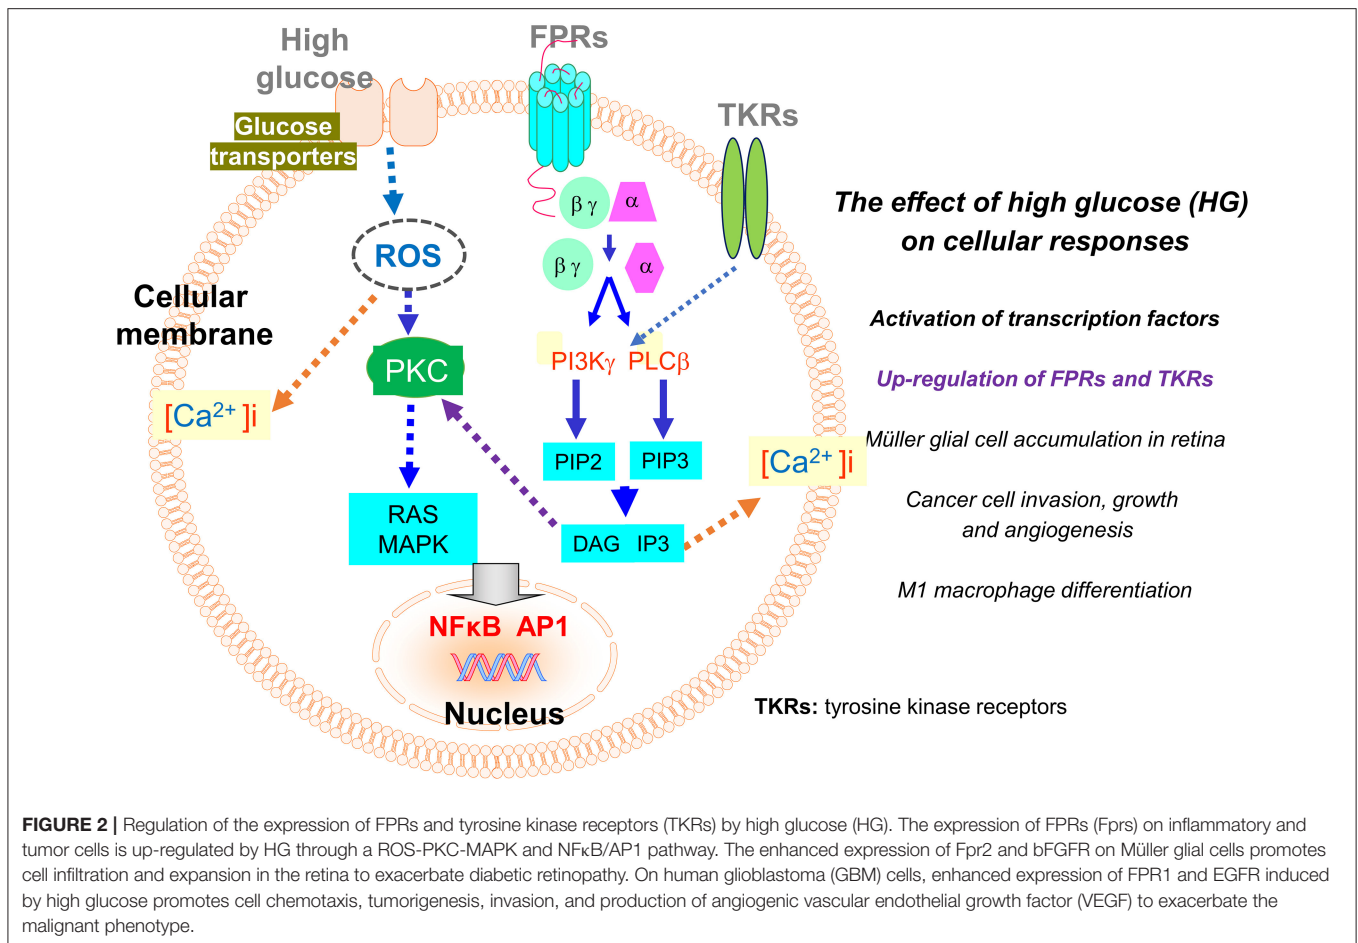 High
glucose
FPRs
TKRs
Glucose
transporters
β γ
α
ROS
β γ
α
Cellular
membrane
PKC
PI3Kγ PLCβ
[Ca²⁺]i
PIP2
PIP3
[Ca²⁺]i
RAS
MAPK
DAG IP3
NFκB AP1
Nucleus
The effect of high glucose (HG)
on cellular responses
Activation of transcription factors
Up-regulation of FPRs and TKRs
Müller glial cell accumulation in retina
Cancer cell invasion, growth
and angiogenesis
M1 macrophage differentiation
TKRs: tyrosine kinase receptors
FIGURE 2 | Regulation of the expression of FPRs and tyrosine kinase receptors (TKRs) by high glucose (HG). The expression of FPRs (Fprs) on inflammatory and
tumor cells is up-regulated by HG through a ROS-PKC-MAPK and NFκB/AP1 pathway. The enhanced expression of Fpr2 and bFGFR on Müller glial cells promotes
cell infiltration and expansion in the retina to exacerbate diabetic retinopathy. On human glioblastoma (GBM) cells, enhanced expression of FPR1 and EGFR induced
by high glucose promotes cell chemotaxis, tumorigenesis, invasion, and production of angiogenic vascular endothelial growth factor (VEGF) to exacerbate the
malignant phenotype.